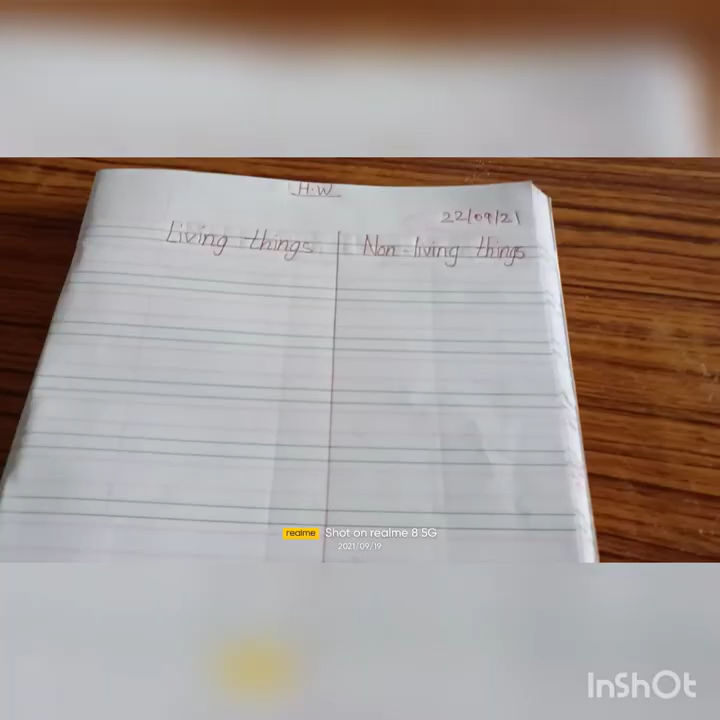 H.W
22/09/21
Living things Non-living things
realme Shot on realme 8 5G
2021/09/19
InShOt